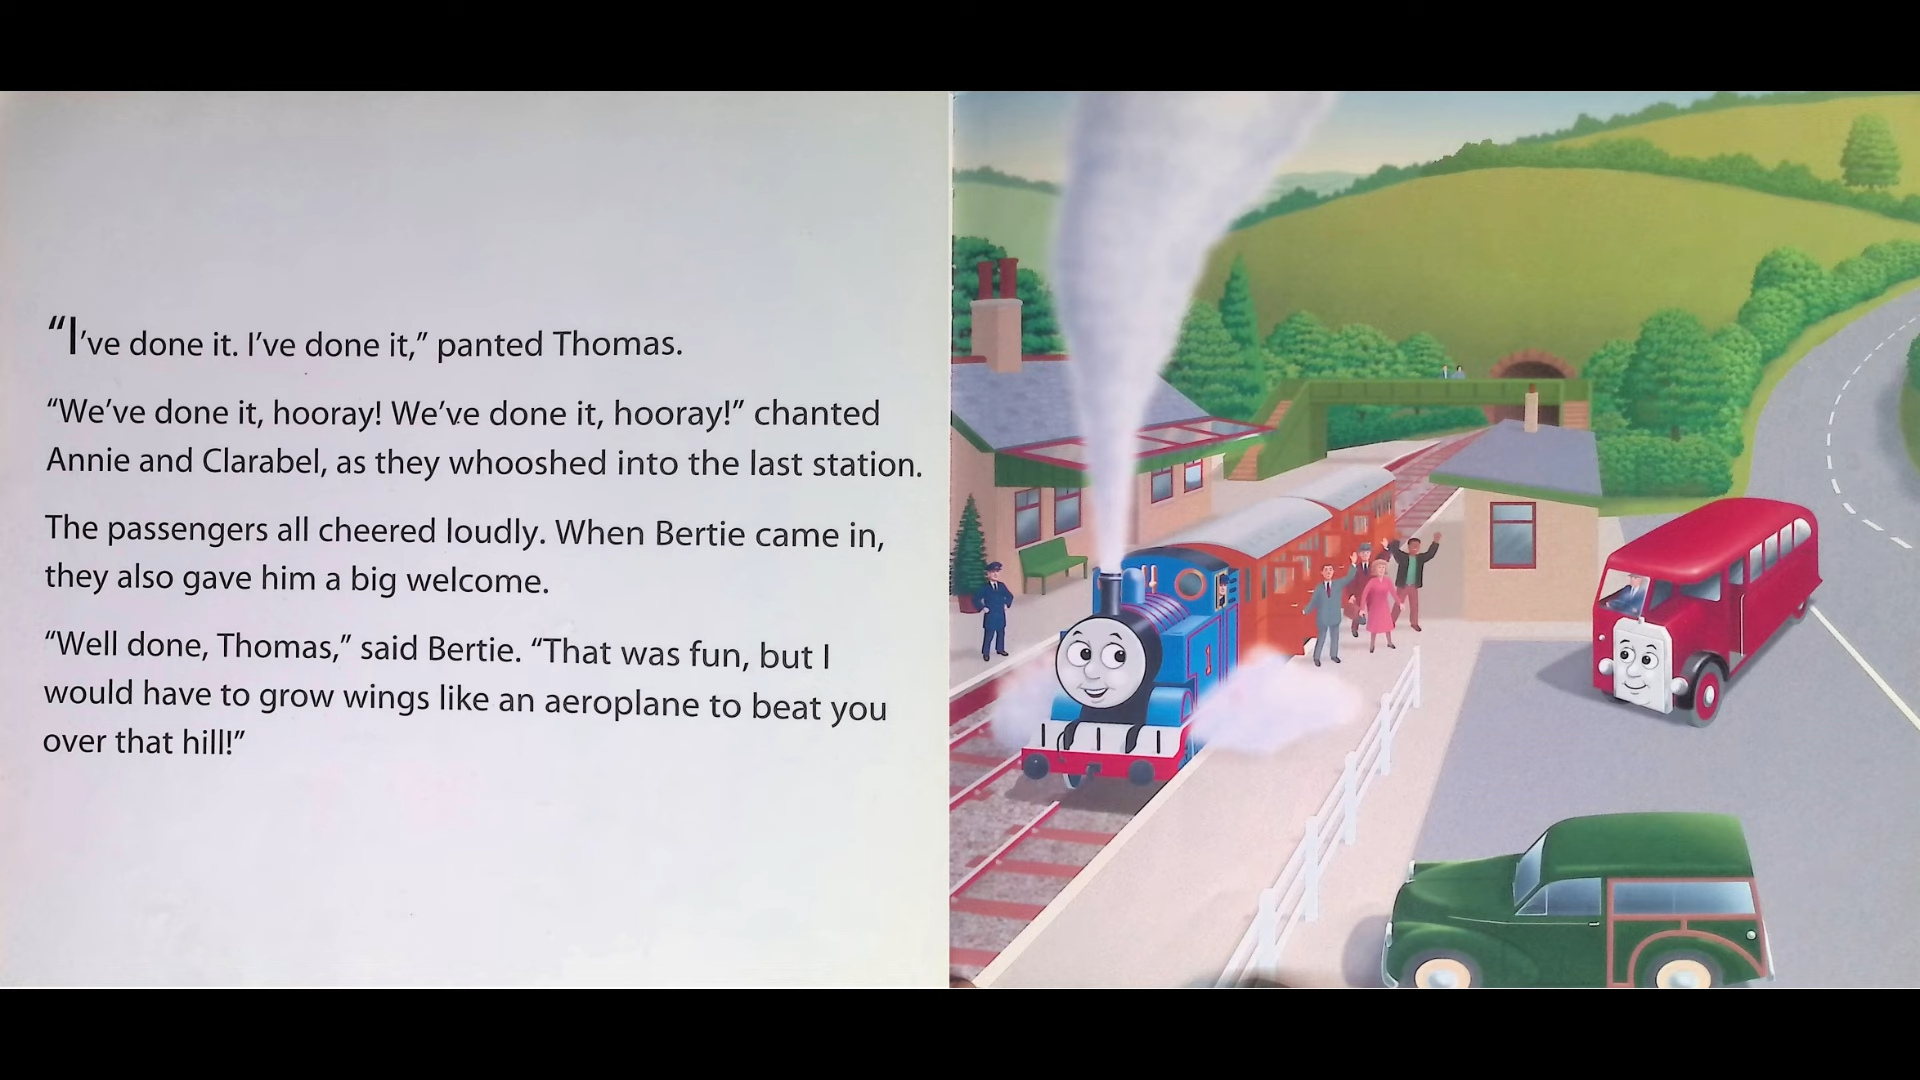 “I’ve done it. I’ve done it,” panted Thomas.
“We’ve done it, hooray! We’ve done it, hooray!” chanted
Annie and Clarabel, as they whooshed into the last station.
The passengers all cheered loudly. When Bertie came in,
they also gave him a big welcome.
“Well done, Thomas,” said Bertie. “That was fun, but I
would have to grow wings like an aeroplane to beat you
over that hill!”
1